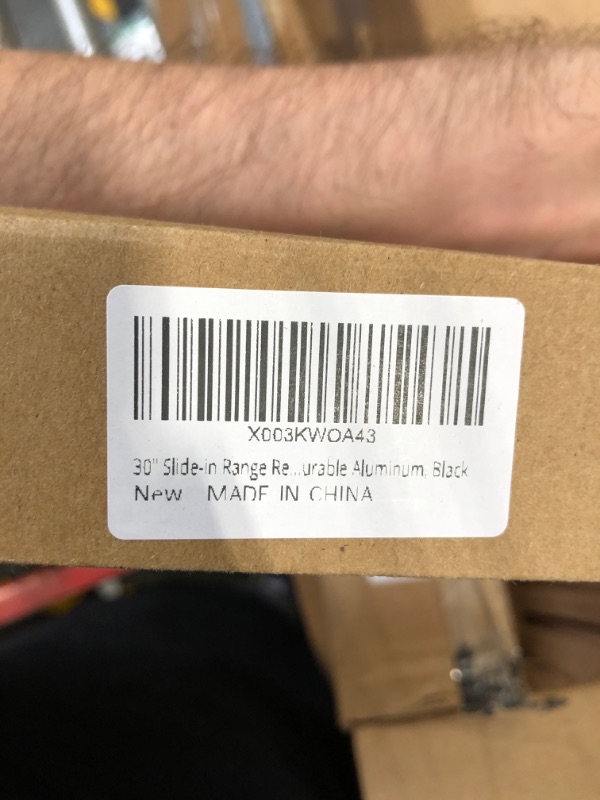 X003KWOA43
30" Slide-in Range Re...urable Aluminum, Black
New MADE IN CHINA